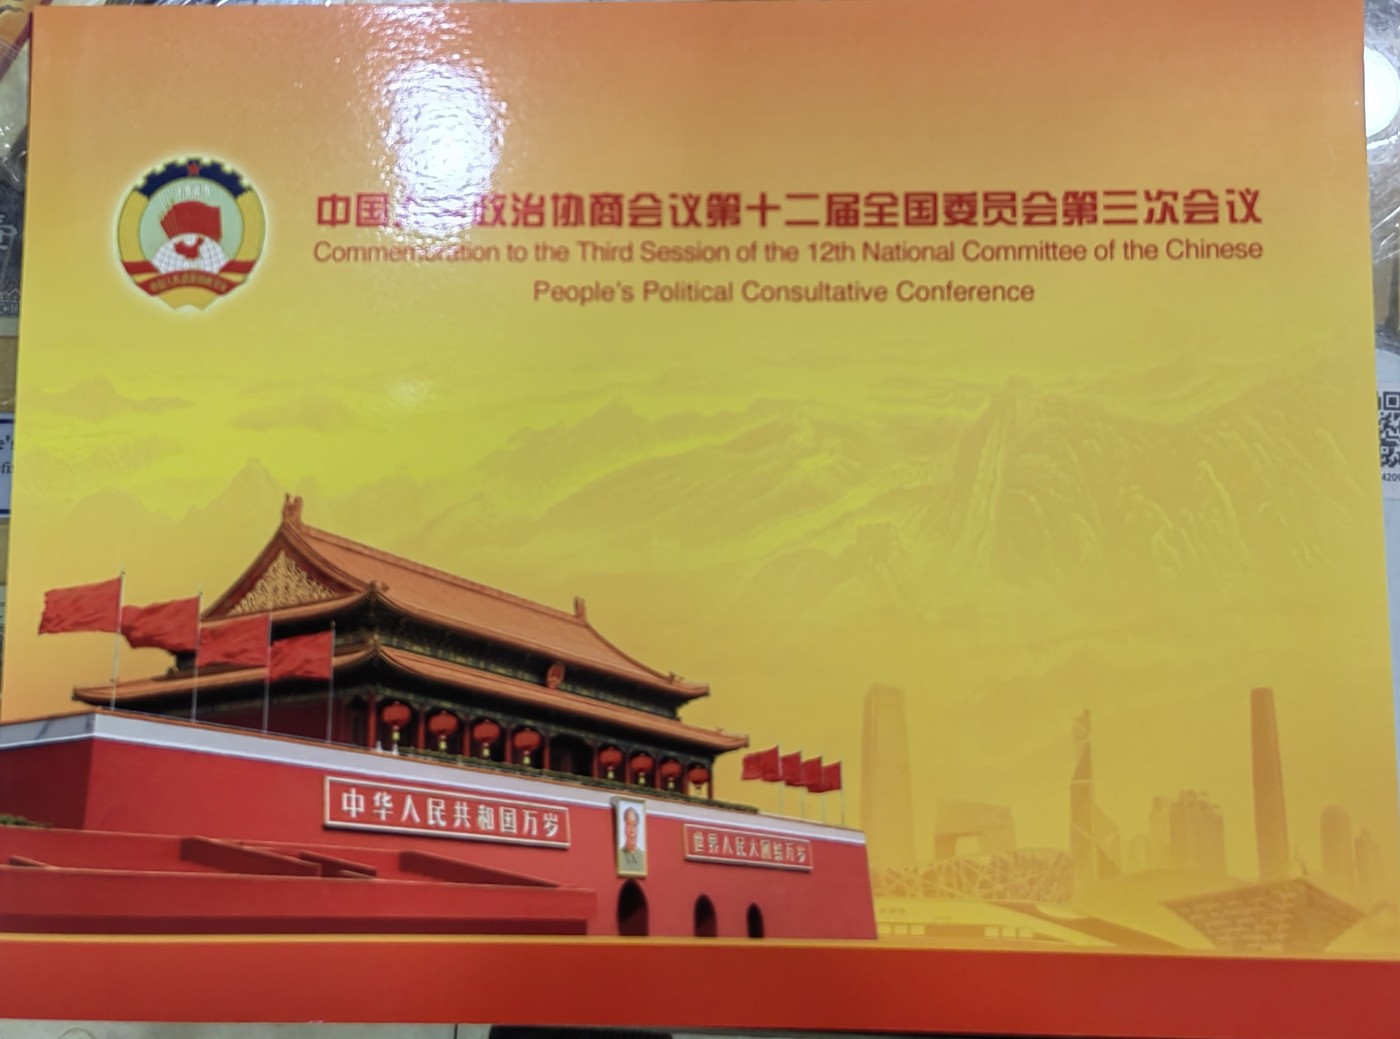 中国 政治协商会议第十二届全国委员会第三次会议
Commemoration to the Third Session of the 12th National Committee of the Chinese
People's Political Consultative Conference
中华人民共和国万岁
世界人民大团结万岁